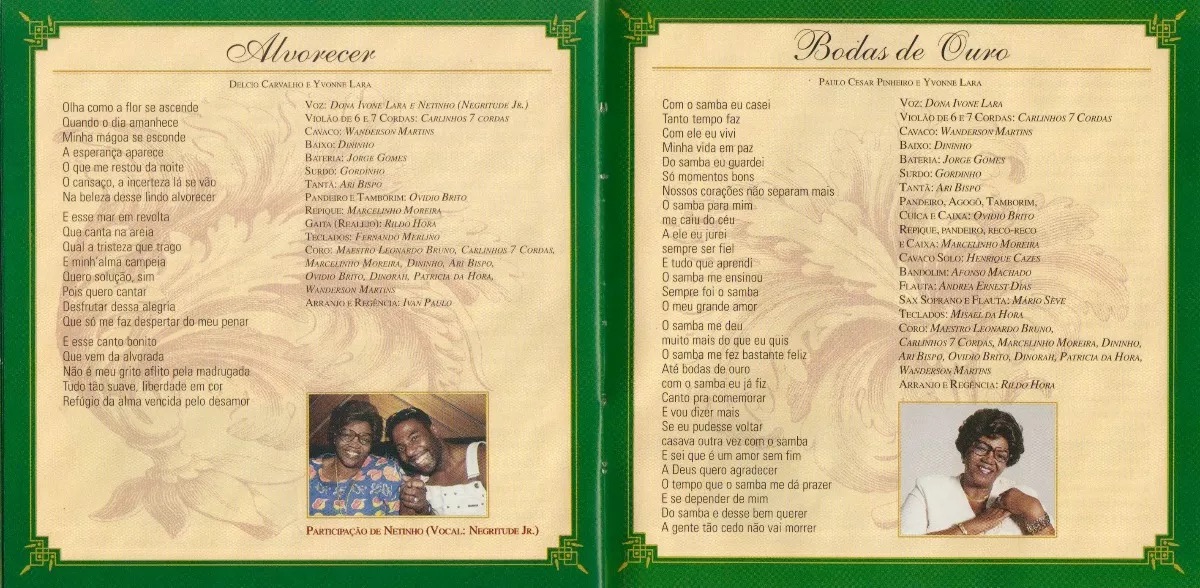 Alvorecer
Delcio Carvalho e Yvonne Lara
Olha como a flor se ascende
Quando o dia amanhece
Minha mágoa se esconde
A esperança aparece
O que me restou da noite
O cansaço, a incerteza lá se vão
Na beleza desse lindo alvorecer
E esse mar em revolta
Que canta na areia
Qual a tristeza que trago
E minh'alma campeia
Quero solução, sim
Pois quero cantar
Desfrutar dessa alegria
Que só me faz despertar do meu penar
E esse canto bonito
Que vem da alvorada
Não é meu grito aflito pela madrugada
Tudo tão suave, liberdade em cor
Refúgio da alma vencida pelo desamor
Voz: Dona Ivone Lara e Netinho (Negritude Jr.)
Violão de 6 e 7 Cordas: Carlinhos 7 cordas
Cavaco: Wanderson Martins
Baixo: Dininho
Bateria: Jorge Gomes
Surdo: Gordinho
Tantã: Ari Bispo
Pandeiro e Tamborim: Ovidio Brito
Repique: Marcelinho Moreira
Gaita (Realejo): Rildo Hora
Teclados: Fernando Merlino
Coro: Maestro Leonardo Bruno, Carlinhos 7 Cordas,
Marcelinho Moreira, Dininho, Ari Bispo,
Ovidio Brito, Dinorah, Patricia da Hora,
Wanderson Martins
Arranjo e Regência: Ivan Paulo
Participação de Netinho (Vocal: Negritude Jr.)
Bodas de Ouro
Paulo Cesar Pinheiro e Yvonne Lara
Com o samba eu casei
Tanto tempo faz
Com ele eu vivi
Minha vida em paz
Do samba eu guardei
Só momentos bons
Nossos corações não separam mais
O samba para mim
me caiu do céu
A ele eu jurei
sempre ser fiel
E tudo que aprendi
O samba me ensinou
Sempre foi o samba
O meu grande amor
O samba me deu
muito mais do que eu quis
O samba me fez bastante feliz
Até bodas de ouro
com o samba eu já fiz
Canto pra comemorar
E vou dizer mais
Se eu pudesse voltar
casava outra vez com o samba
E sei que é um amor sem fim
A Deus quero agradecer
O tempo que o samba me dá prazer
E se depender de mim
Do samba e desse bem querer
A gente tão cedo não vai morrer
Voz: Dona Ivone Lara
Violão de 6 e 7 Cordas: Carlinhos 7 Cordas
Cavaco: Wanderson Martins
Baixo: Dininho
Bateria: Jorge Gomes
Surdo: Gordinho
Tantã: Ari Bispo
Pandeiro, Agogô, Tamborim,
Cuíca e Caixa: Ovidio Brito
Repique, pandeiro, reco-reco
e Caixa: Marcelinho Moreira
Cavaco Solo: Henrique Cazes
Bandolim: Afonso Machado
Flauta: Andrea Ernest Dias
Sax Soprano e Flauta: Mário Sève
Teclados: Misael da Hora
Coro: Maestro Leonardo Bruno,
Carlinhos 7 Cordas, Marcelinho Moreira, Dininho,
Ari Bispo, Ovidio Brito, Dinorah, Patricia da Hora,
Wanderson Martins
Arranjo e Regência: Rildo Hora